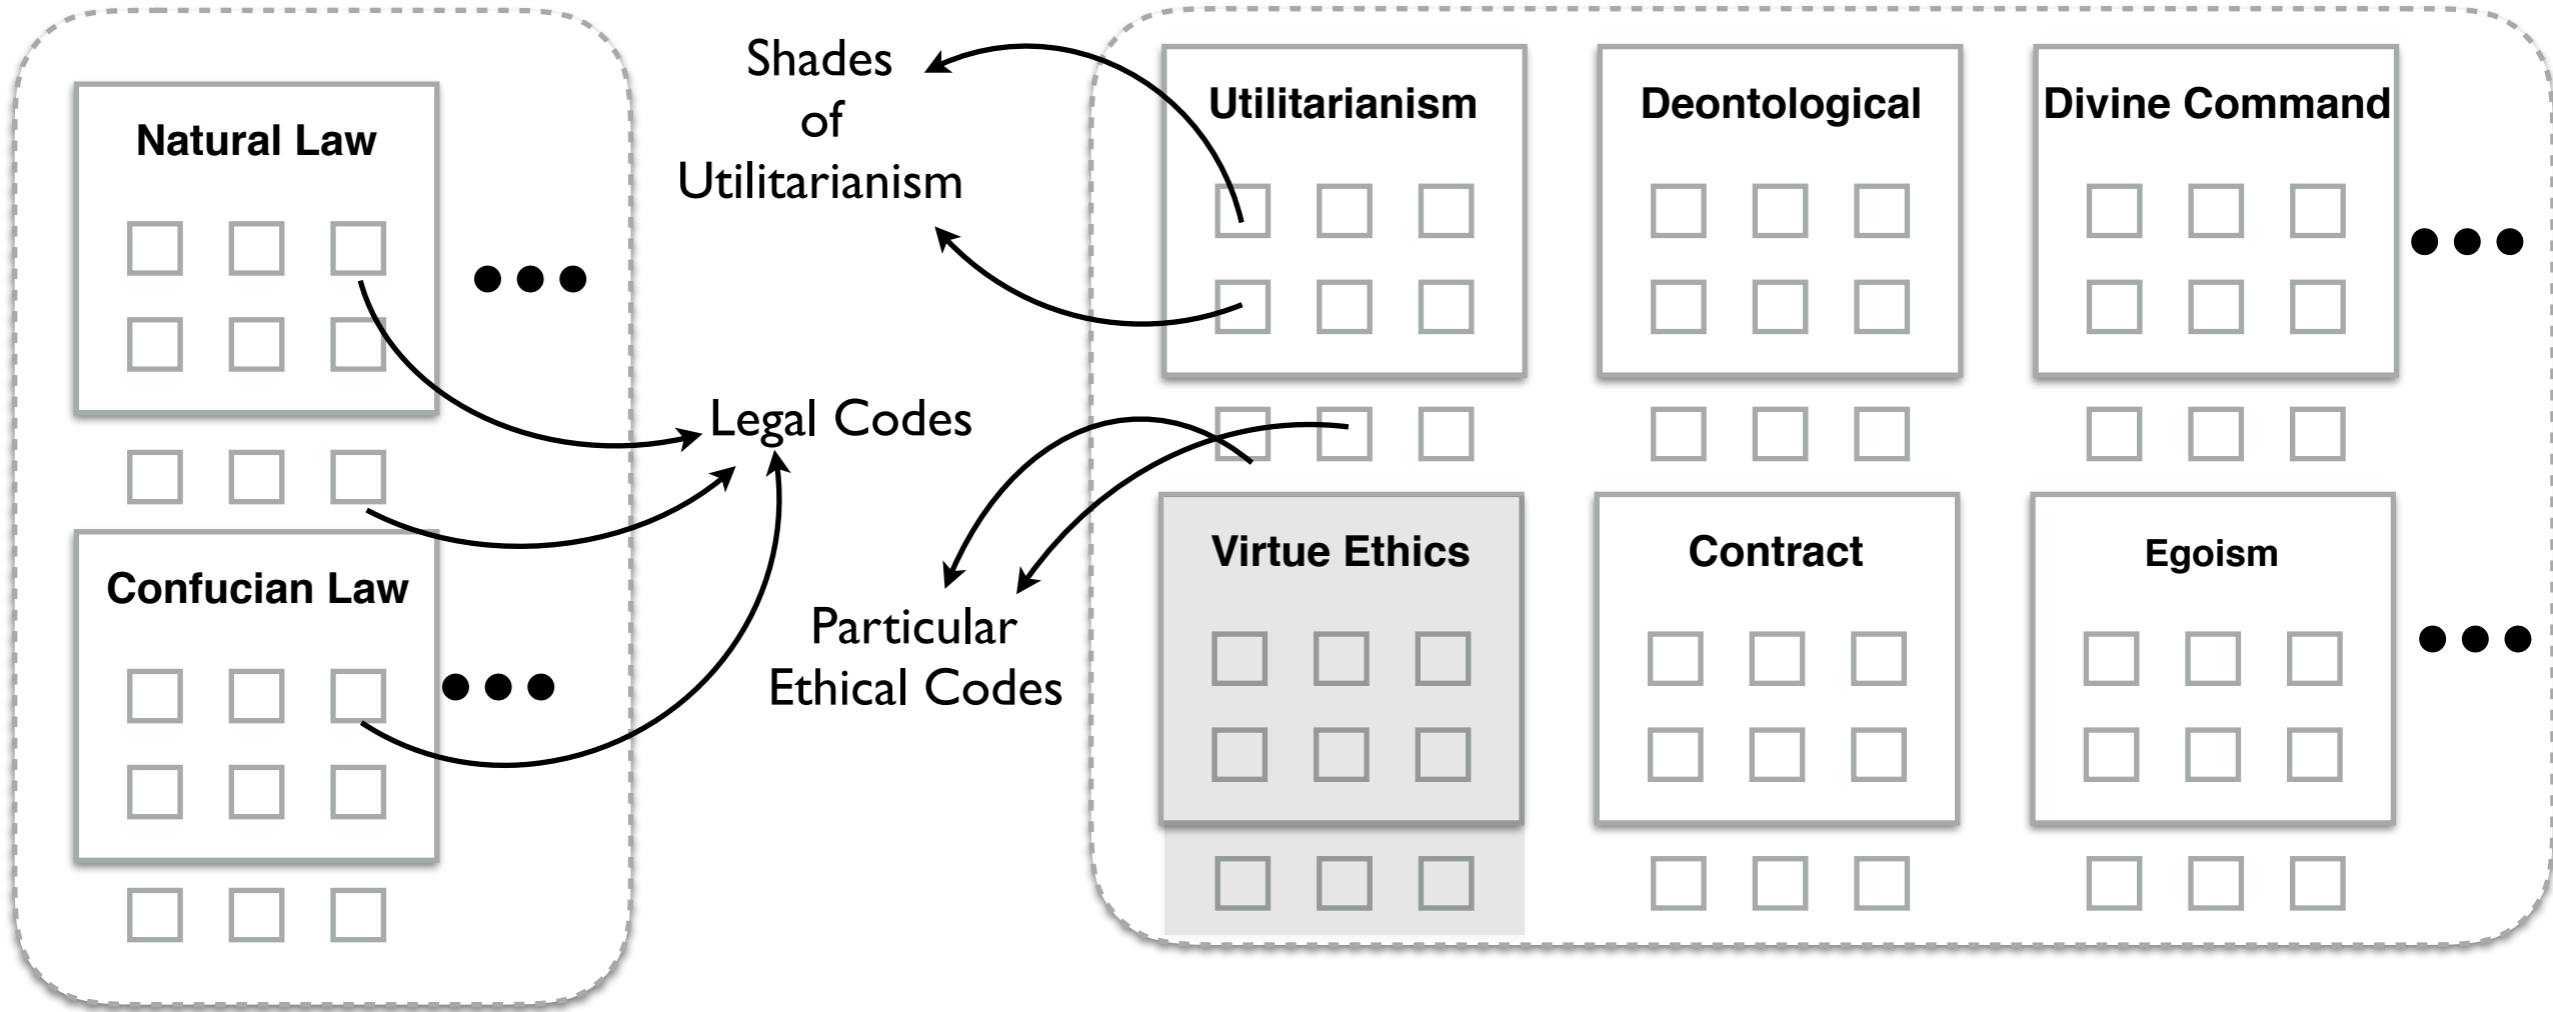 Natural Law
Confucian Law
Shades
of
Utilitarianism
Legal Codes
Particular
Ethical Codes
Utilitarianism
Deontological
Divine Command
Virtue Ethics
Contract
Egoism